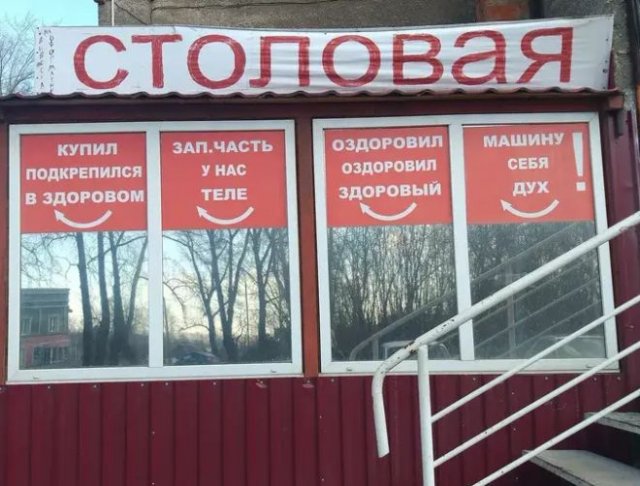 СТОЛОВАЯ
КУПИЛ ЗАП.ЧАСТЬ ОЗДОРОВИЛ МАШИНУ
ПОДКРЕПИЛСЯ У НАС ОЗДОРОВИЛ СЕБЯ
В ЗДОРОВОМ ТЕЛЕ ЗДОРОВЫЙ ДУХ!